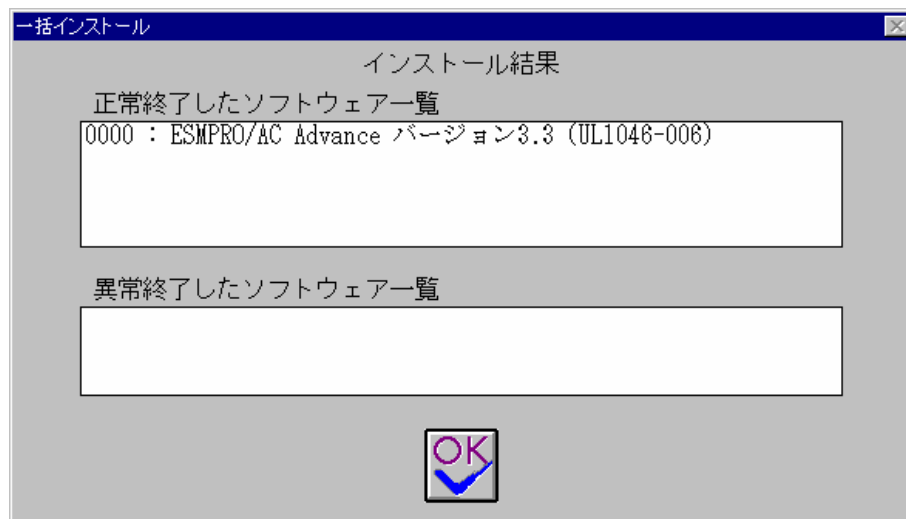 一括インストール
インストール結果
正常終了したソフトウェア一覧
0000 : ESMPRO/AC Advance バージョン3.3 (UL1046-006)
異常終了したソフトウェア一覧
OK